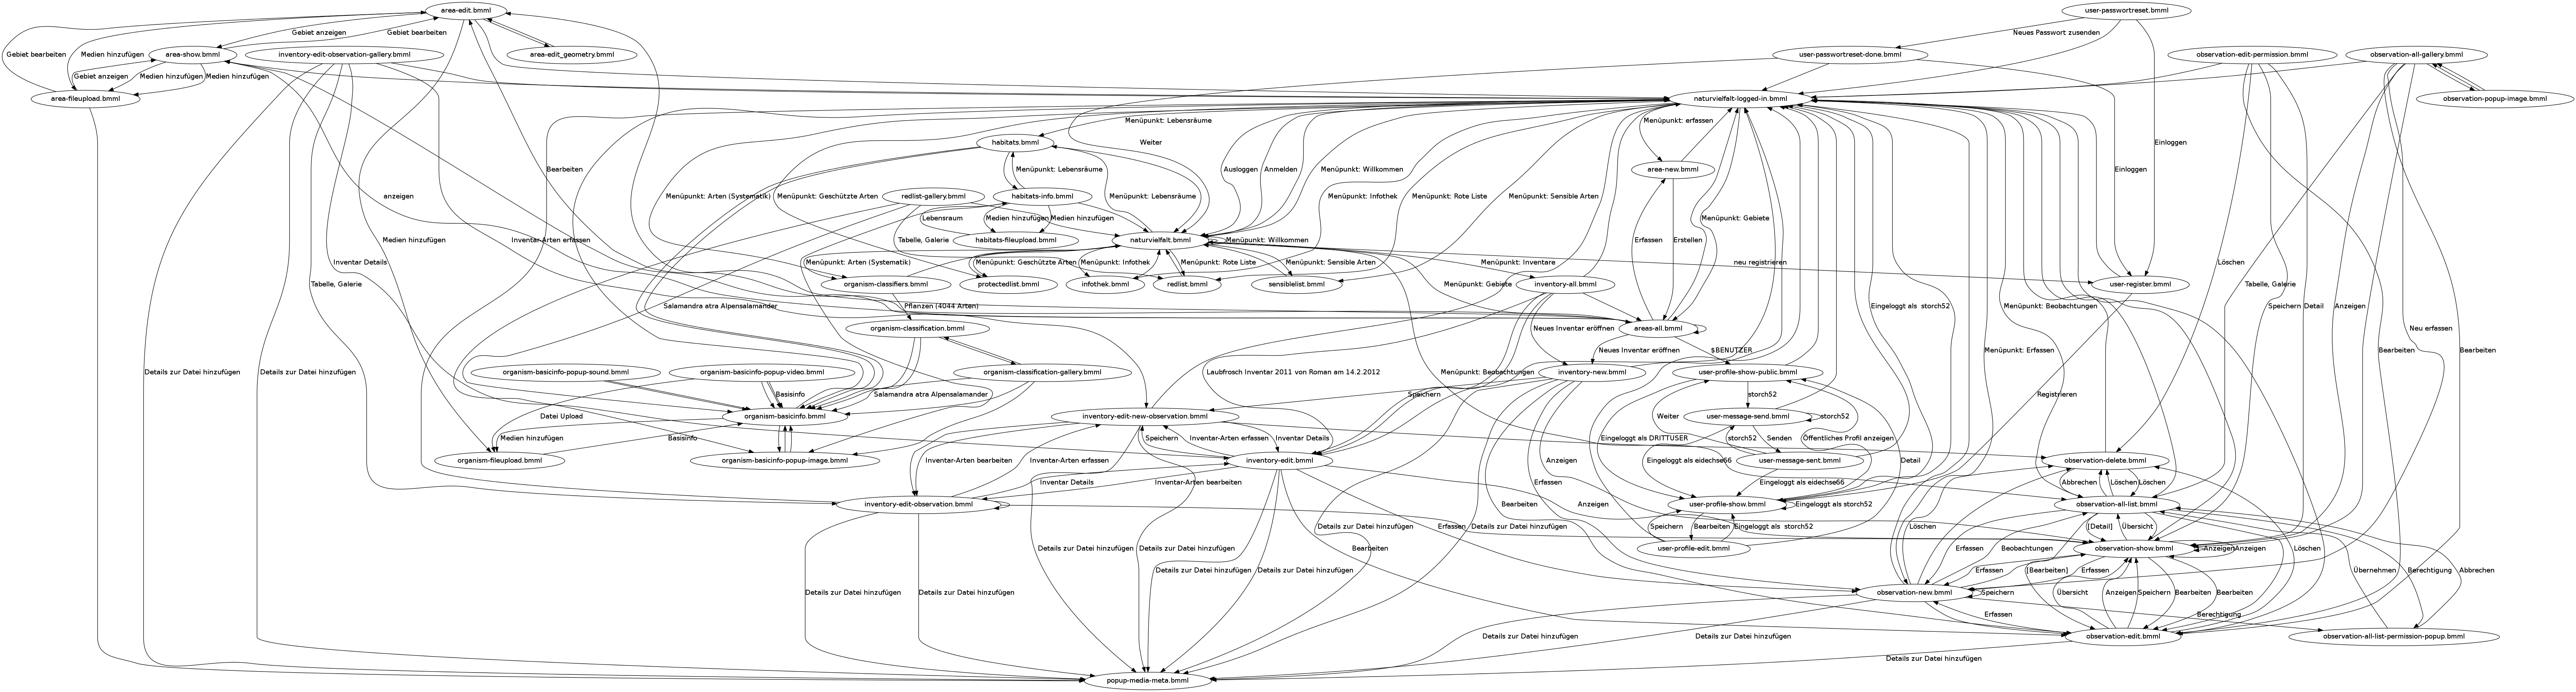 area-edit.bmml
user-passwortreset.bmml
Gebiet anzeigen
Gebiet bearbeiten
Neues Passwort zusenden
Gebiet bearbeiten
Medien hinzufügen
area-show.bmml
inventory-edit-observation-gallery.bmml
area-edit_geometry.bmml
user-passwortreset-done.bmml
observation-edit-permission.bmml
observation-all-gallery.bmml
Gebiet anzeigen
Medien hinzufügen
Medien hinzufügen
area-fileupload.bmml
naturvielfalt-logged-in.bmml
observation-popup-image.bmml
Menüpunkt: Lebensräume
Menüpunkt: erfassen
habitats.bmml
Weiter
Einloggen
Bearbeiten
Menüpunkt: Lebensräume
Ausloggen
Anmelden
Menüpunkt: Willkommen
area-new.bmml
Einloggen
anzeigen
Menüpunkt: Arten (Systematik)
Menüpunkt: Geschützte Arten
redlist-gallery.bmml
habitats-info.bmml
Menüpunkt: Lebensräume
Menüpunkt: Infothek
Menüpunkt: Rote Liste
Menüpunkt: Sensible Arten
Lebensraum
Medien hinzufügen
Medien hinzufügen
Menüpunkt: Gebiete
Medien hinzufügen
Inventar-Arten erfassen
Tabelle, Galerie
habitats-fileupload.bmml
naturvielfalt.bmml
Menüpunkt: Willkommen
Erfassen
Erstellen
Inventar Details
Menüpunkt: Arten (Systematik)
Menüpunkt: Geschützte Arten
Menüpunkt: Infothek
Menüpunkt: Rote Liste
Menüpunkt: Sensible Arten
Menüpunkt: Inventare
neu registrieren
Löschen
Tabelle, Galerie
organism-classifiers.bmml
protectedlist.bmml
infothek.bmml
redlist.bmml
sensiblelist.bmml
Menüpunkt: Gebiete
inventory-all.bmml
user-register.bmml
Tabelle, Galerie
Salamandra atra Alpensalamander
Pflanzen (4044 Arten)
Eingeloggt als storch52
Menüpunkt: Beobachtungen
Speichern
Detail
Anzeigen
organism-classification.bmml
Neues Inventar eröffnen
areas-all.bmml
Neu erfassen
Neues Inventar eröffnen
$BENUTZER
Menüpunkt: Erfassen
Bearbeiten
Bearbeiten
Details zur Datei hinzufügen
Details zur Datei hinzufügen
organism-basicinfo-popup-sound.bmml
organism-basicinfo-popup-video.bmml
organism-classification-gallery.bmml
Laubfrosch Inventar 2011 von Roman am 14.2.2012
Menüpunkt: Beobachtungen
inventory-new.bmml
user-profile-show-public.bmml
Basisinfo
Salamandra atra Alpensalamander
Speichern
storch52
Registrieren
Datei Upload
organism-basicinfo.bmml
inventory-edit-new-observation.bmml
Weiter
user-message-send.bmml
storch52
Medien hinzufügen
Basisinfo
Speichern
Inventar-Arten erfassen
Inventar Details
Eingeloggt als DRITTUSER
storch52
Senden
Öffentliches Profil anzeigen
organism-fileupload.bmml
organism-basicinfo-popup-image.bmml
Inventar-Arten bearbeiten
Inventar-Arten erfassen
inventory-edit.bmml
Anzeigen
Eingeloggt als eidechse66
user-message-sent.bmml
Detail
observation-delete.bmml
Inventar Details
Inventar-Arten bearbeiten
Erfassen
Eingeloggt als eidechse66
Abbrechen
Löschen
Löschen
inventory-edit-observation.bmml
Anzeigen
Bearbeiten
user-profile-show.bmml
Eingeloggt als storch52
observation-all-list.bmml
Details zur Datei hinzufügen
Erfassen
Details zur Datei hinzufügen
Speichern
Bearbeiten
Eingeloggt als storch52
Löschen
[Detail]
Übersicht
Details zur Datei hinzufügen
Details zur Datei hinzufügen
Bearbeiten
user-profile-edit.bmml
Erfassen
Beobachtungen
observation-show.bmml
Anzeigen
Anzeigen
Löschen
Details zur Datei hinzufügen
Details zur Datei hinzufügen
Erfassen
[Bearbeiten]
Erfassen
Übernehmen
Berechtigung
Abbrechen
Details zur Datei hinzufügen
Details zur Datei hinzufügen
observation-new.bmml
Speichern
Übersicht
Anzeigen
Speichern
Bearbeiten
Bearbeiten
Erfassen
Berechtigung
Details zur Datei hinzufügen
Details zur Datei hinzufügen
observation-edit.bmml
observation-all-list-permission-popup.bmml
Details zur Datei hinzufügen
popup-media-meta.bmml